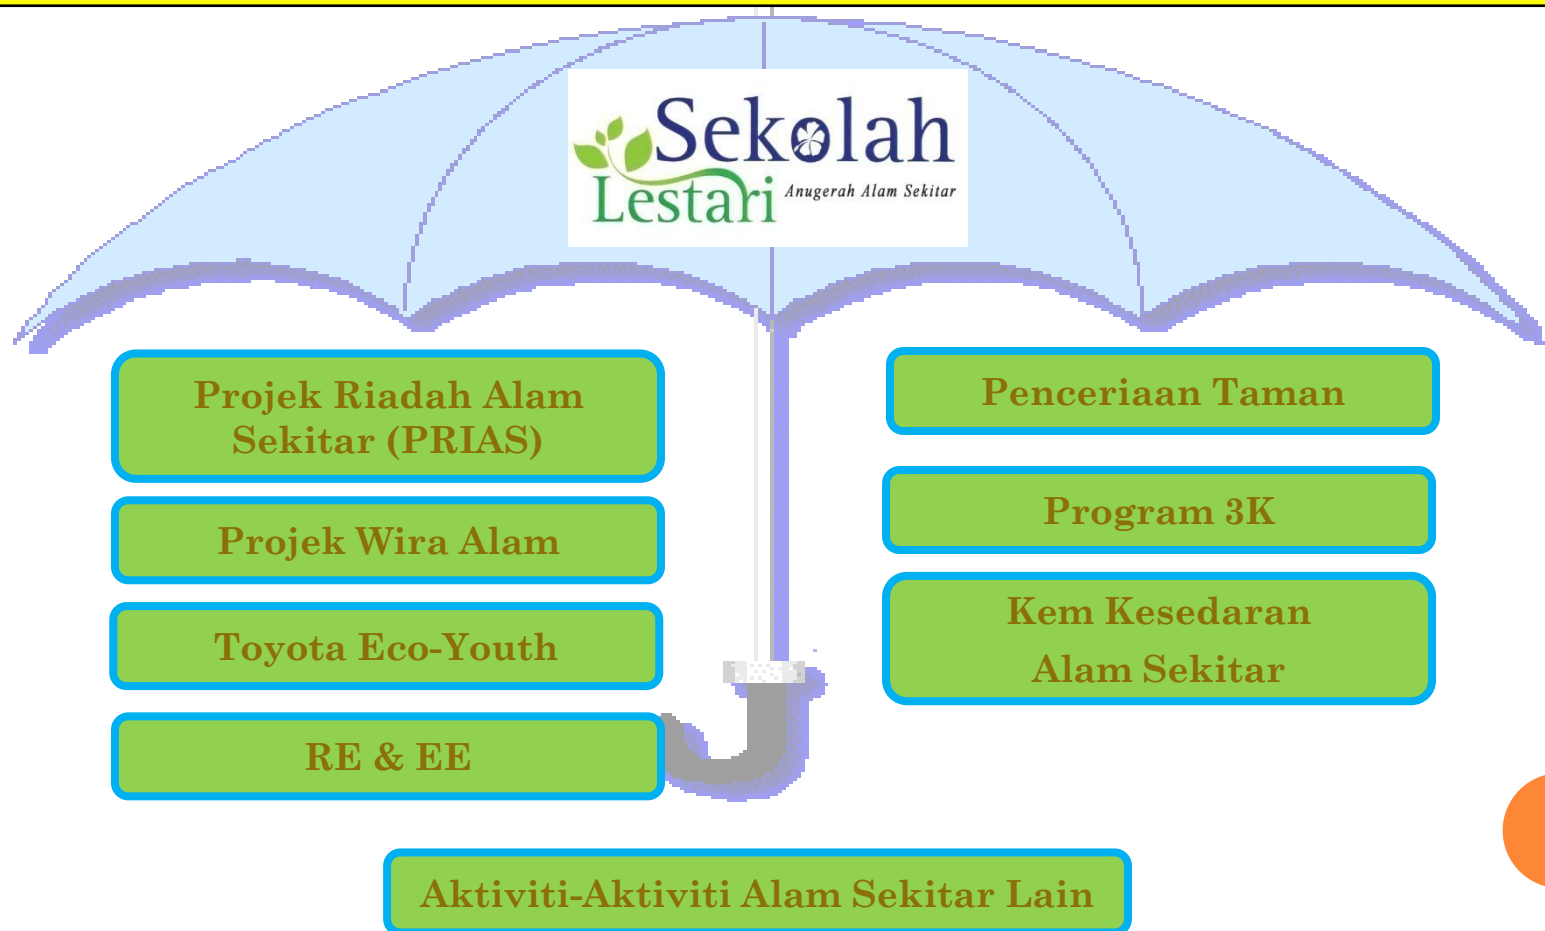 Sekolah
Lestari Anugerah Alam Sekitar
Projek Riadah Alam
Sekitar (PRIAS)
Projek Wira Alam
Toyota Eco-Youth
RE & EE
Penceriaan Taman
Program 3K
Kem Kesedaran
Alam Sekitar
Aktiviti-Aktiviti Alam Sekitar Lain